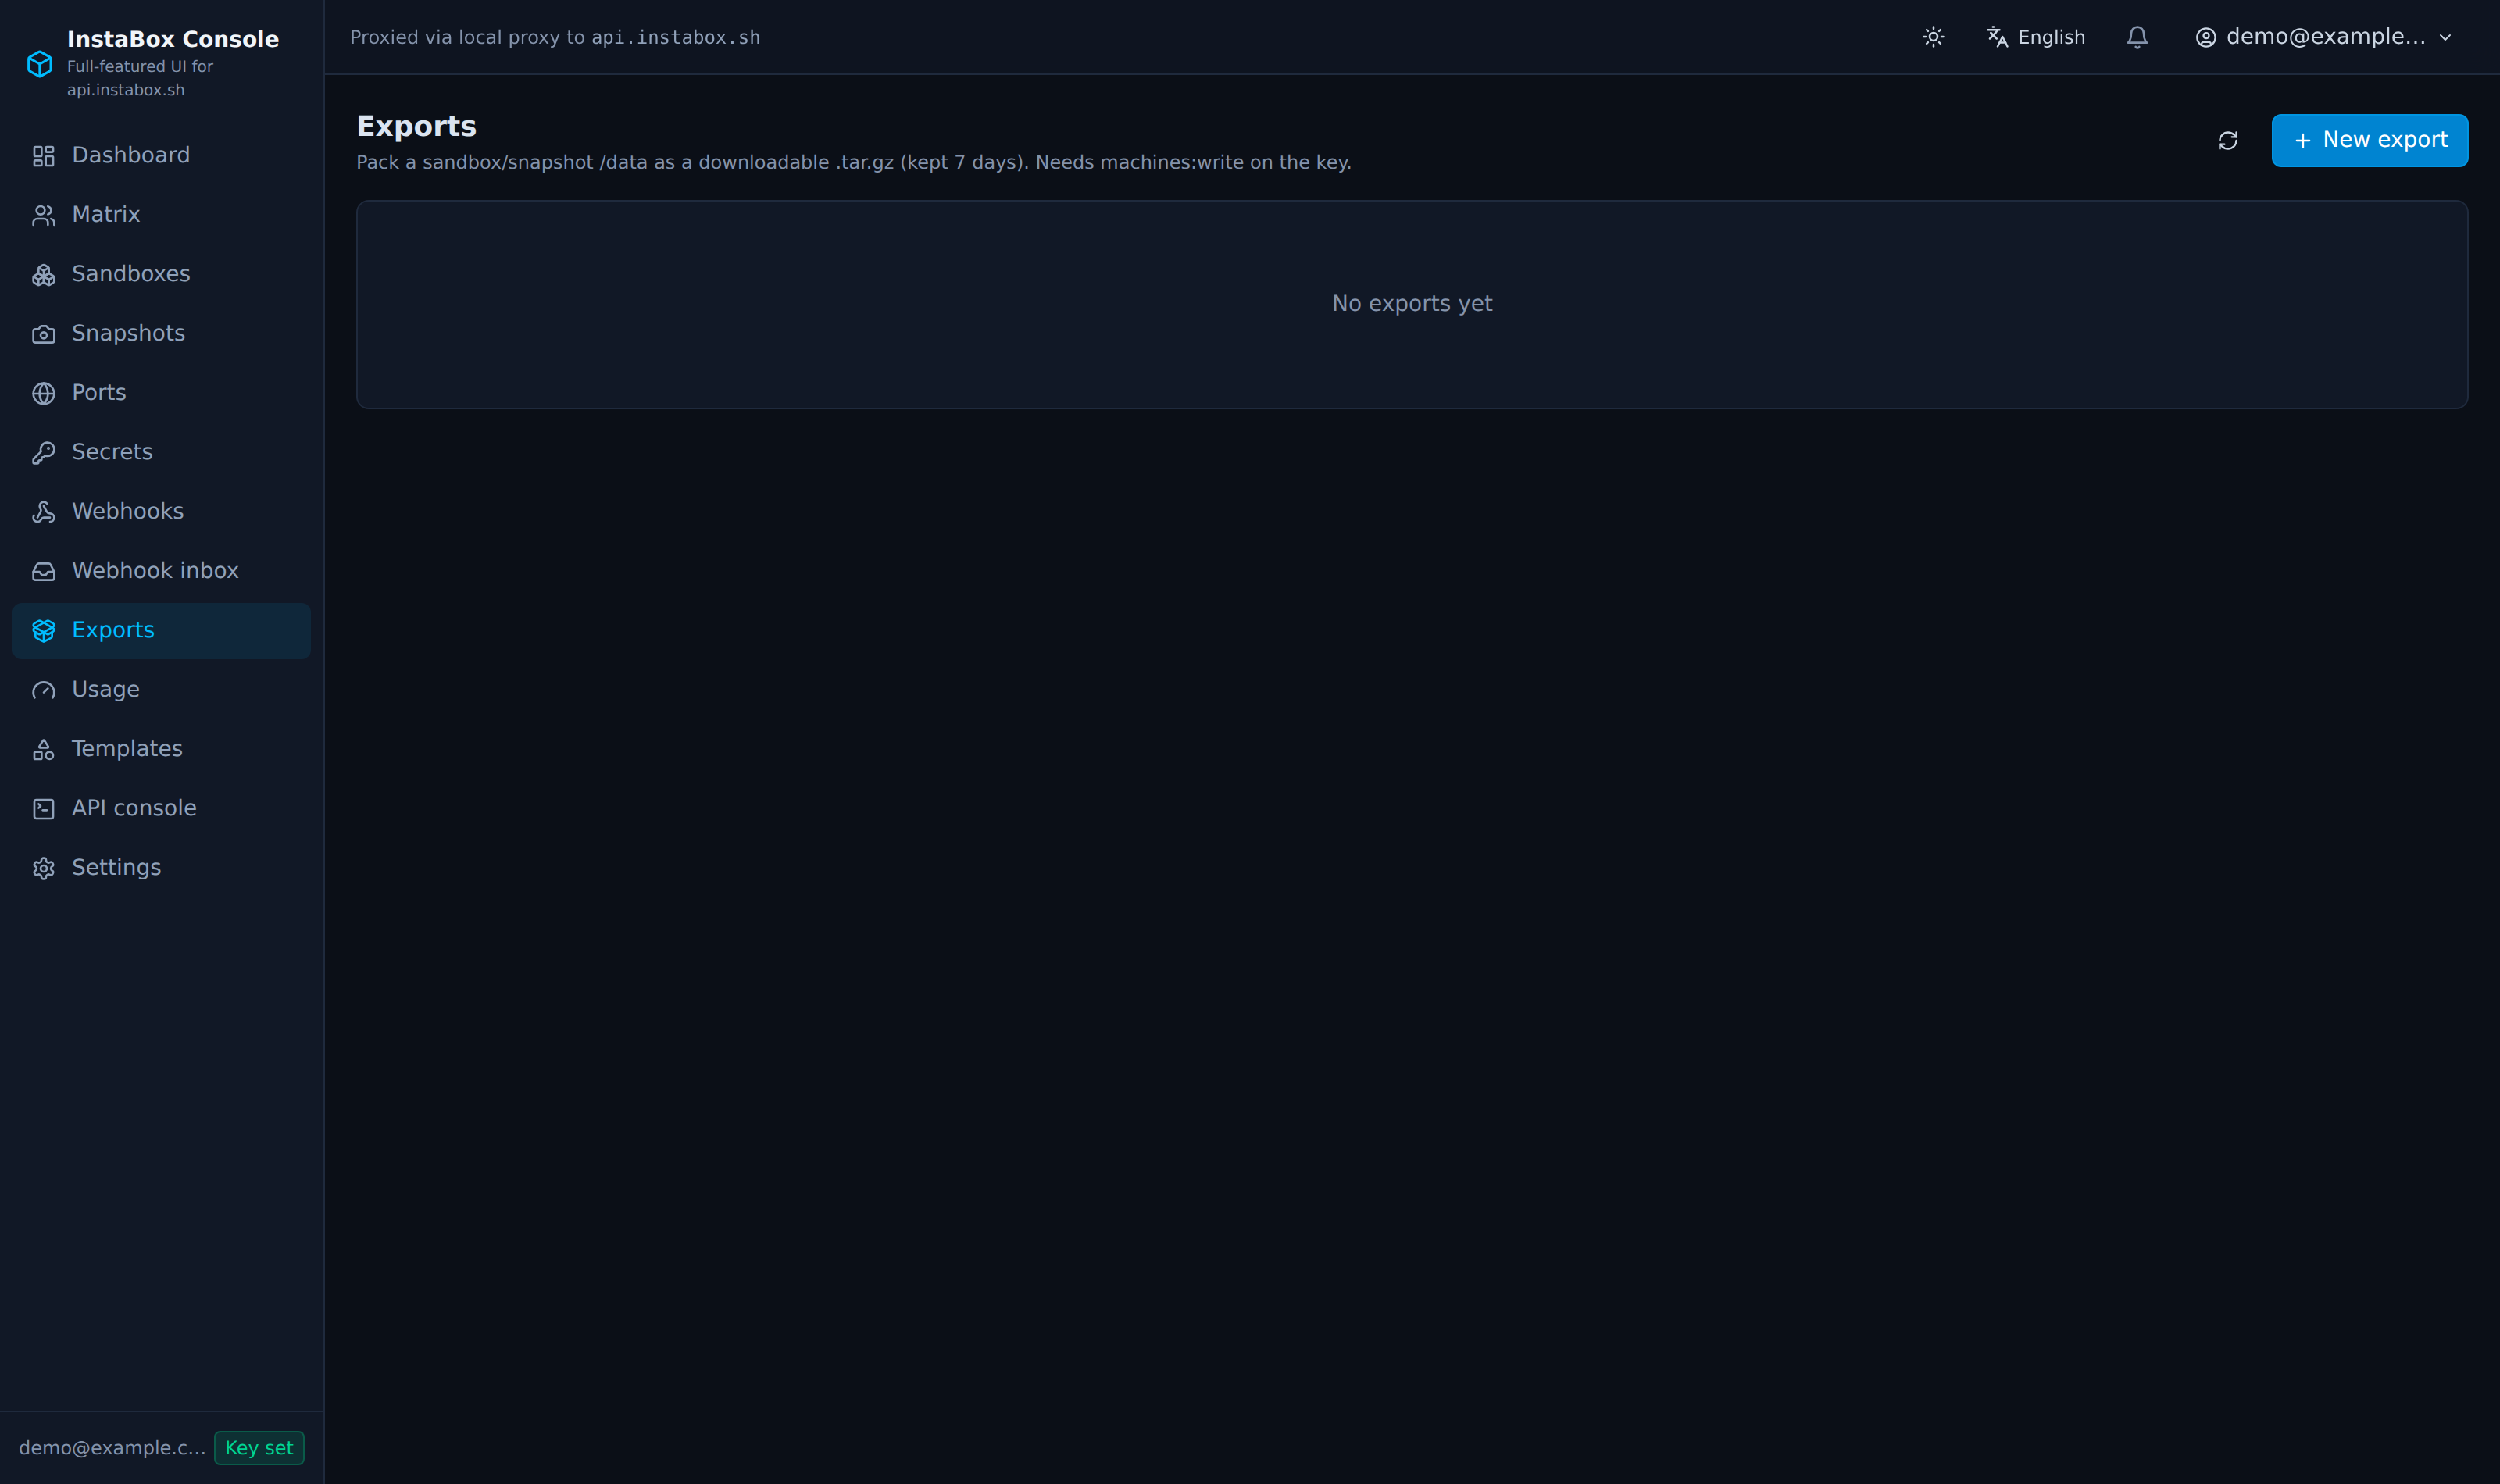 InstaBox Console
Full-featured UI for
api.instabox.sh
Dashboard
Matrix
Sandboxes
Snapshots
Ports
Secrets
Webhooks
Webhook inbox
Exports
Usage
Templates
API console
Settings
demo@example.c...
Key set
Proxied via local proxy to api.instabox.sh
English
demo@example...
Exports
Pack a sandbox/snapshot /data as a downloadable .tar.gz (kept 7 days). Needs machines:write on the key.
New export
No exports yet